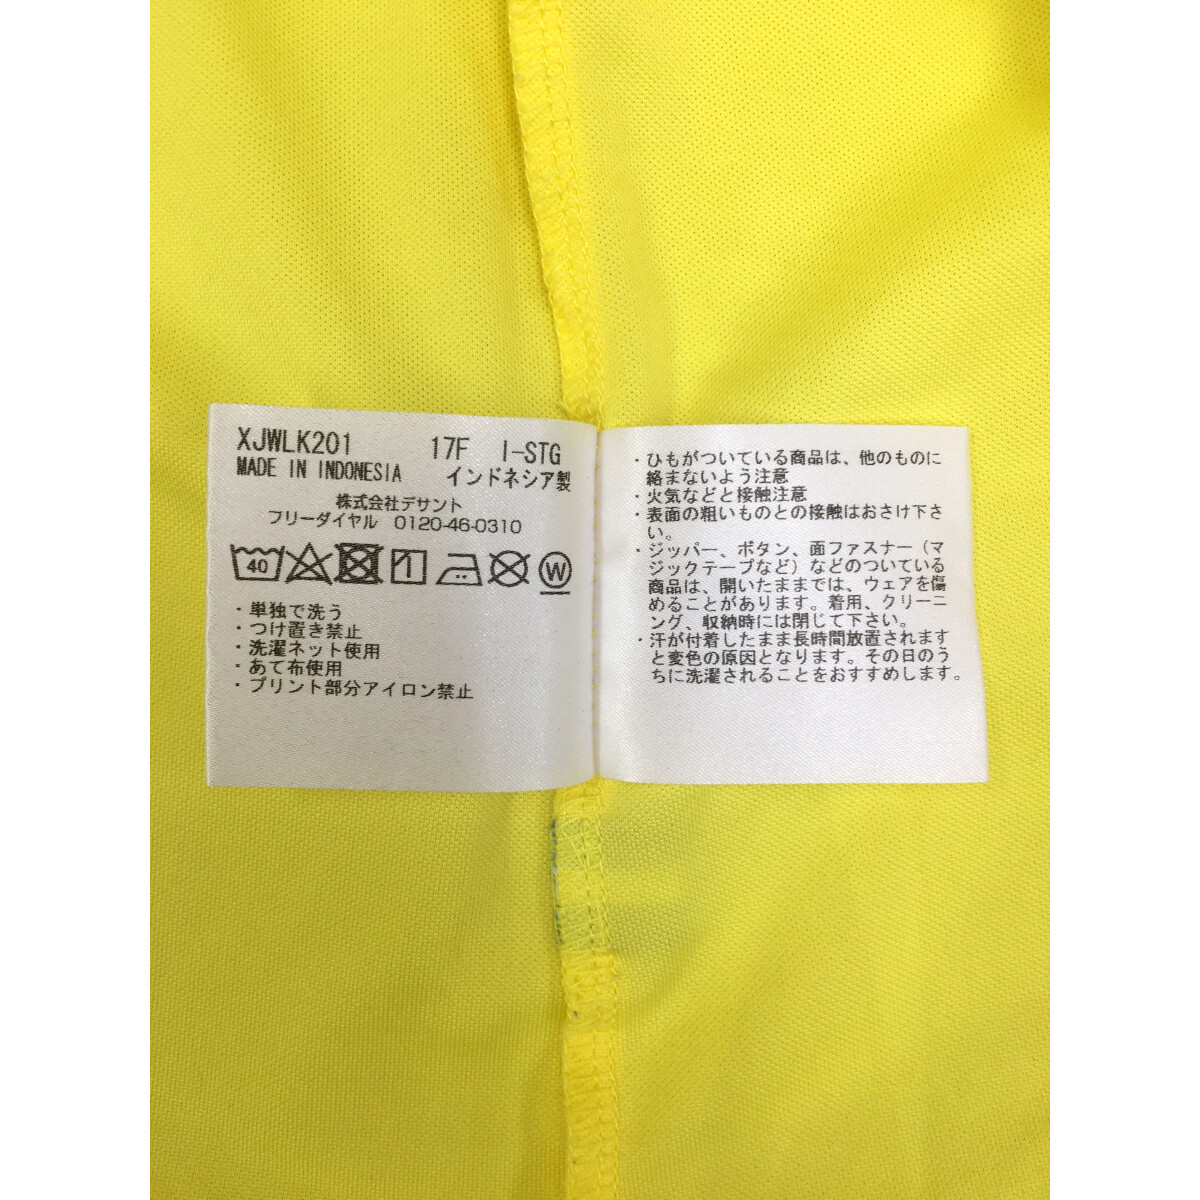 XJWLK201 17F I-STG
MADE IN INDONESIA インドネシア製
株式会社デサント
フリーダイヤル 0120-46-0310
40 W
・単独で洗う
・つけ置き禁止
・洗濯ネット使用
・あて布使用
・プリント部分アイロン禁止
・ひもがついている商品は、他のものに
絡まないよう注意
・火気などと接触注意
・表面の粗いものとの接触はおさけ下さ
い。
・ジッパー、ボタン、面ファスナー（マ
ジックテープなど）などのついている
商品は、開いたままでは、ウェアを傷
めることがあります。着用、クリーニ
ング、収納時には閉じて下さい。
・汗が付着したまま長時間放置されます
と変色の原因となります。その日のう
ちに洗濯されることをおすすめします。